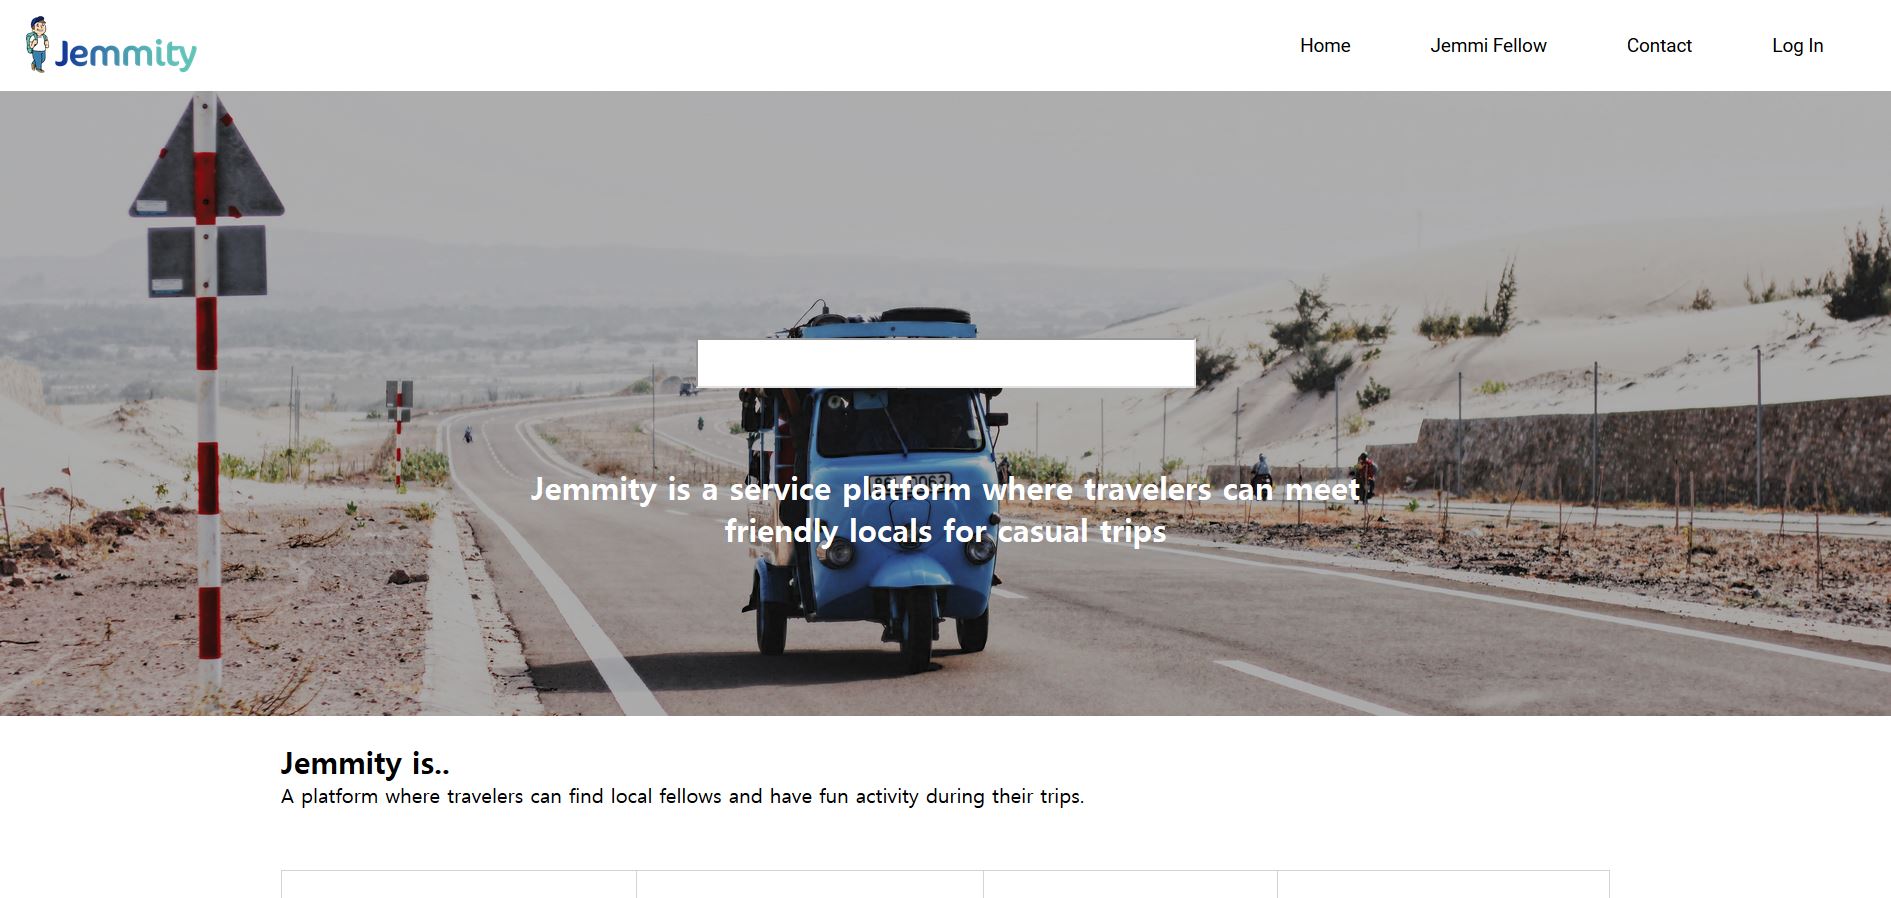 Jemmity
Home
Jemmi Fellow
Contact
Log In
Jemmity is a service platform where travelers can meet
friendly locals for casual trips
Jemmity is..
A platform where travelers can find local fellows and have fun activity during their trips.